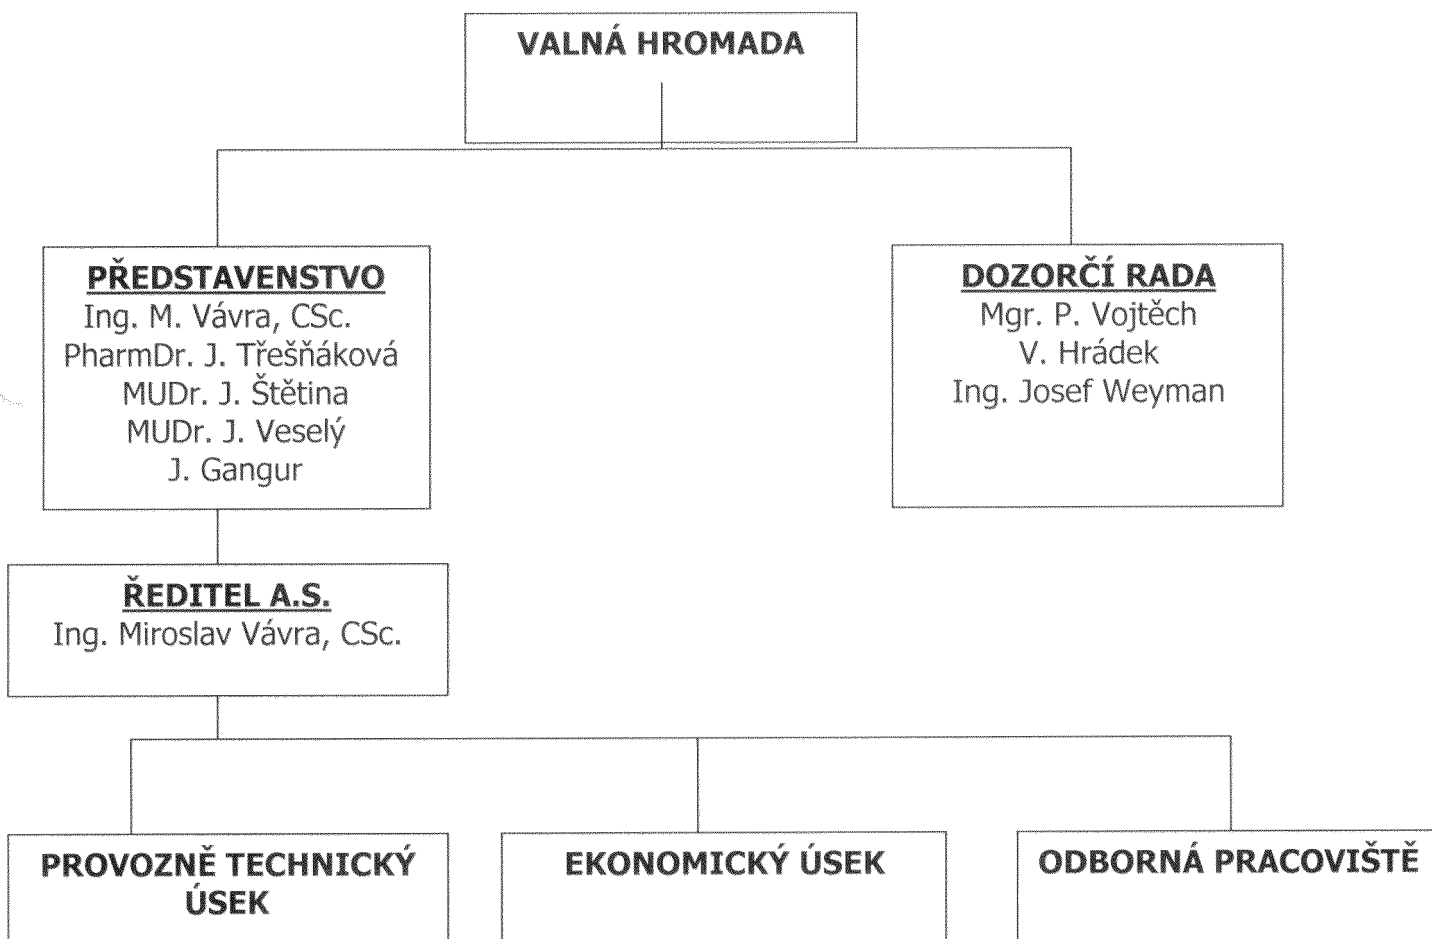 VALNÁ HROMADA
PŘEDSTAVENSTVO
Ing. M. Vávra, CSc.
PharmDr. J. Třešňáková
MUDr. J. Štětina
MUDr. J. Veselý
J. Gangur
DOZORČÍ RADA
Mgr. P. Vojtěch
V. Hrádek
Ing. Josef Weyman
ŘEDITEL A.S.
Ing. Miroslav Vávra, CSc.
PROVOZNĚ TECHNICKÝ
ÚSEK
EKONOMICKÝ ÚSEK
ODBORNÁ PRACOVIŠTĚ